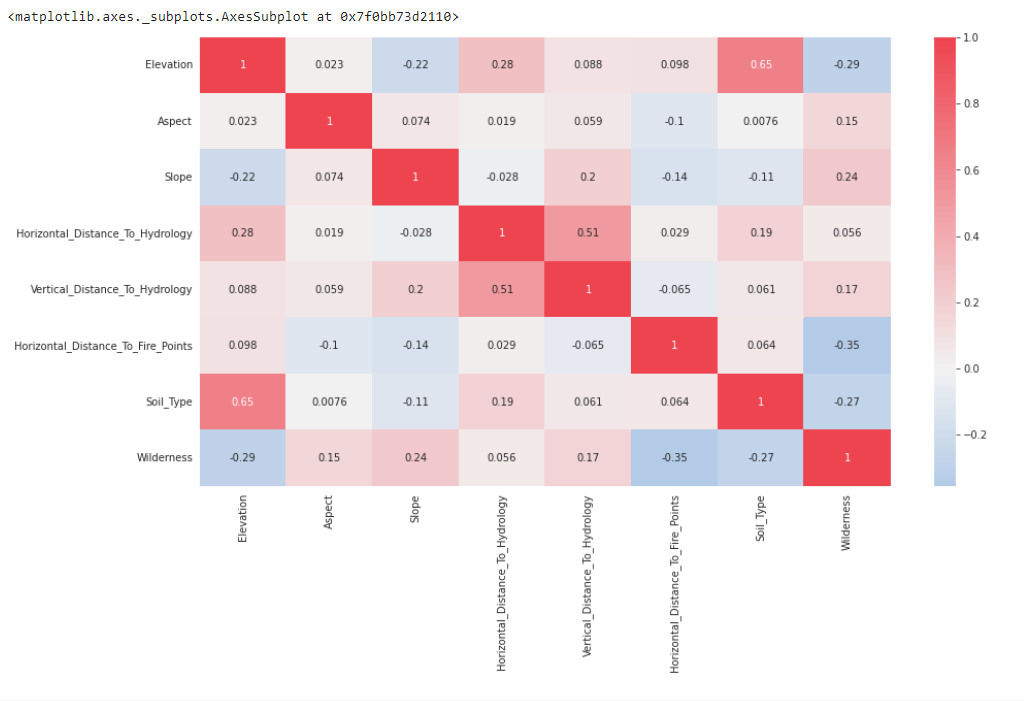 <matplotlib.axes._subplots.AxesSubplot at 0x7f0bb73d2110>
Elevation 1 0.023 -0.22 0.28 0.088 0.098 0.65 -0.29
Aspect 0.023 1 0.074 0.019 0.059 -0.1 0.0076 0.15
Slope -0.22 0.074 1 -0.028 0.2 -0.14 -0.11 0.24
Horizontal_Distance_To_Hydrology 0.28 0.019 -0.028 1 0.51 0.029 0.19 0.056
Vertical_Distance_To_Hydrology 0.088 0.059 0.2 0.51 1 -0.065 0.061 0.17
Horizontal_Distance_To_Fire_Points 0.098 -0.1 -0.14 0.029 -0.065 1 0.064 -0.35
Soil_Type 0.65 0.0076 -0.11 0.19 0.061 0.064 1 -0.27
Wilderness -0.29 0.15 0.24 0.056 0.17 -0.35 -0.27 1
Elevation
Aspect
Slope
Horizontal_Distance_To_Hydrology
Vertical_Distance_To_Hydrology
Horizontal_Distance_To_Fire_Points
Soil_Type
Wilderness
1.0
0.8
0.6
0.4
0.2
0.0
−0.2